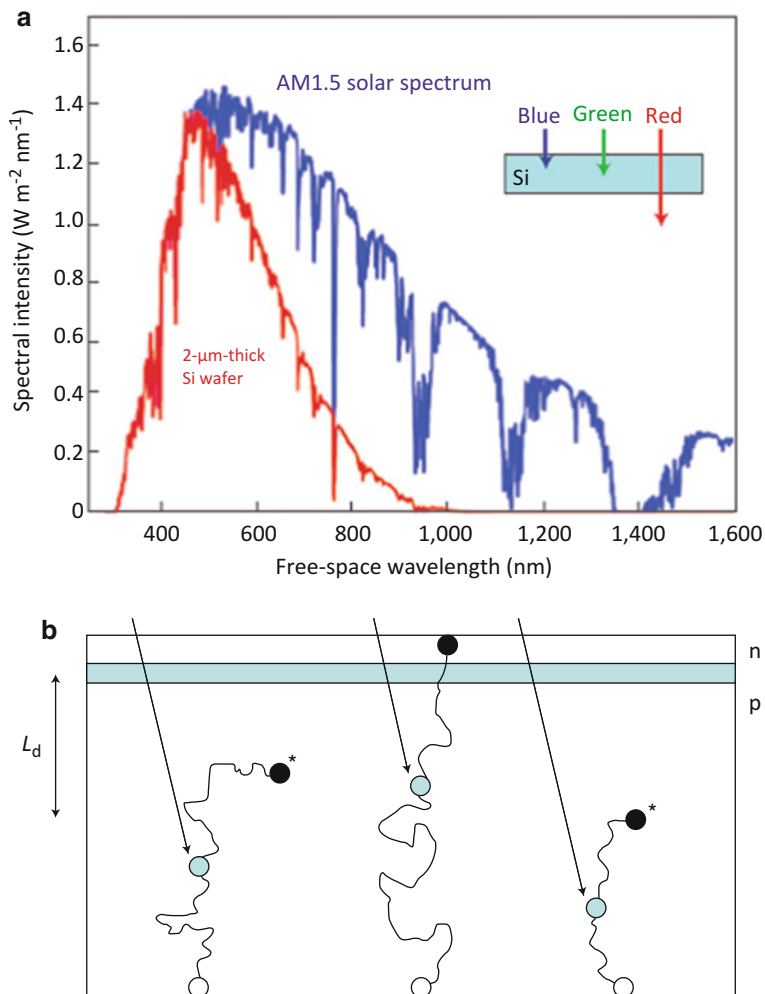 a
1.6
1.4
1.2
1.0
0.8
0.6
0.4
0.2
0
Spectral intensity (W m⁻² nm⁻¹)
AM1.5 solar spectrum
Blue Green Red
Si
2-μm-thick
Si wafer
400 600 800 1,000 1,200 1,400 1,600
Free-space wavelength (nm)
b
n
p
L_d
*
*